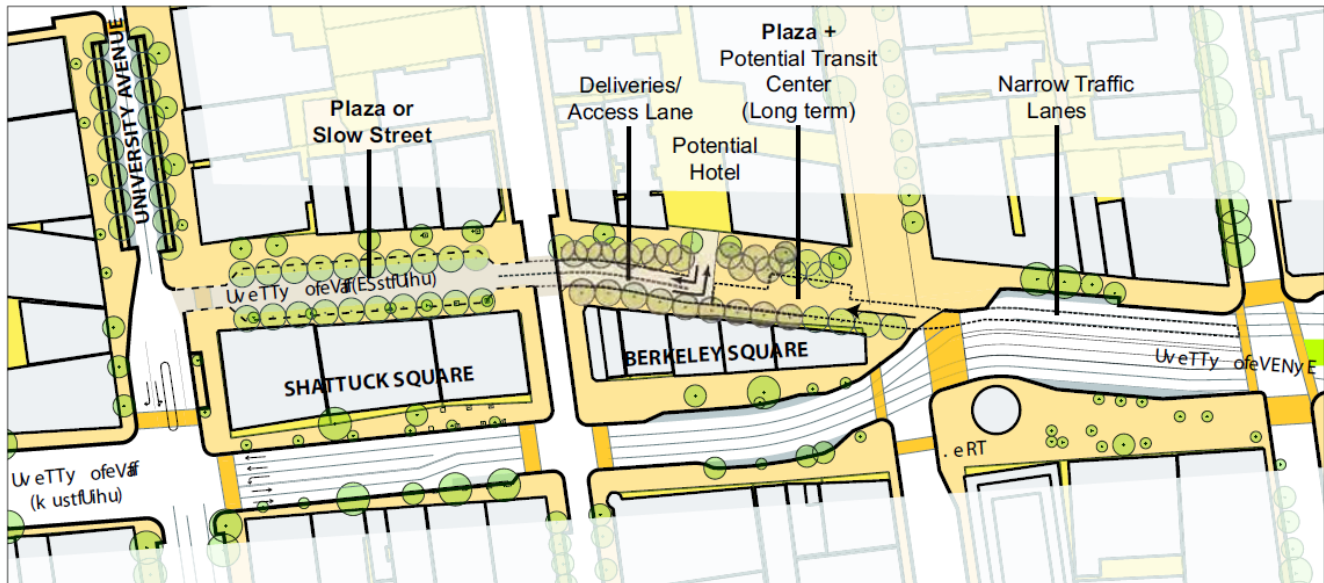 UNIVERSITY AVENUE
Plaza or
Slow Street
Deliveries/
Access Lane
Plaza +
Potential Transit
Center
(Long term)
Potential
Hotel
Narrow Traffic
Lanes
SHATTUCK SQUARE
BERKELEY SQUARE